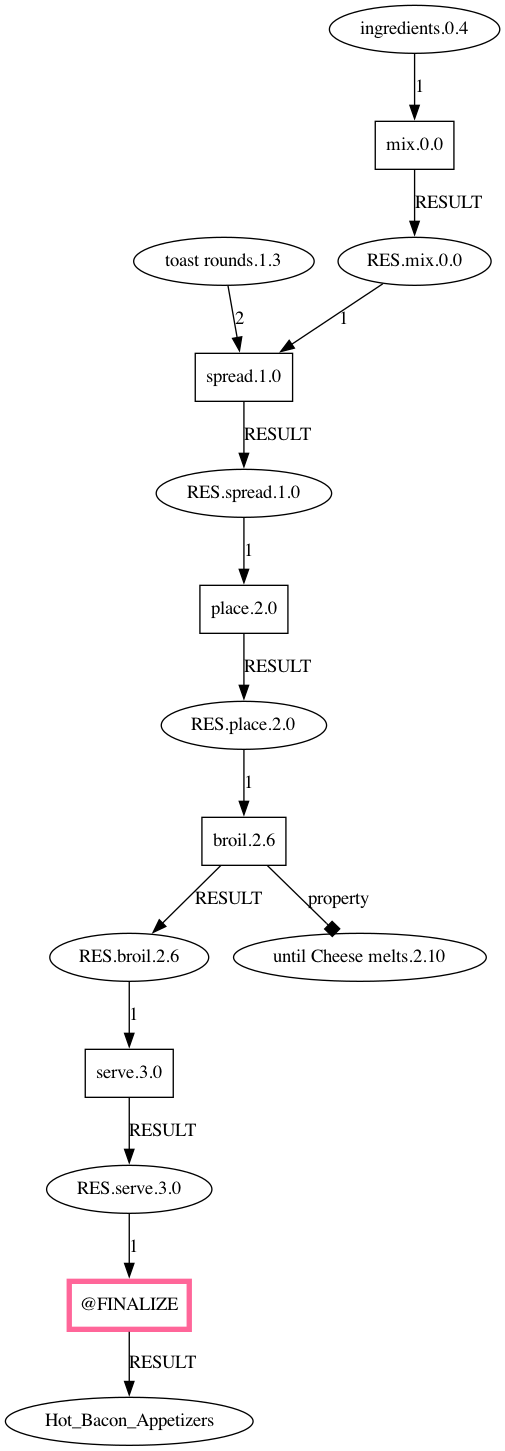 ingredients.0.4
1
mix.0.0
RESULT
toast rounds.1.3
RES.mix.0.0
2
1
spread.1.0
RESULT
RES.spread.1.0
1
place.2.0
RESULT
RES.place.2.0
1
broil.2.6
RESULT
property
RES.broil.2.6
until Cheese melts.2.10
1
serve.3.0
RESULT
RES.serve.3.0
1
@FINALIZE
RESULT
Hot_Bacon_Appetizers